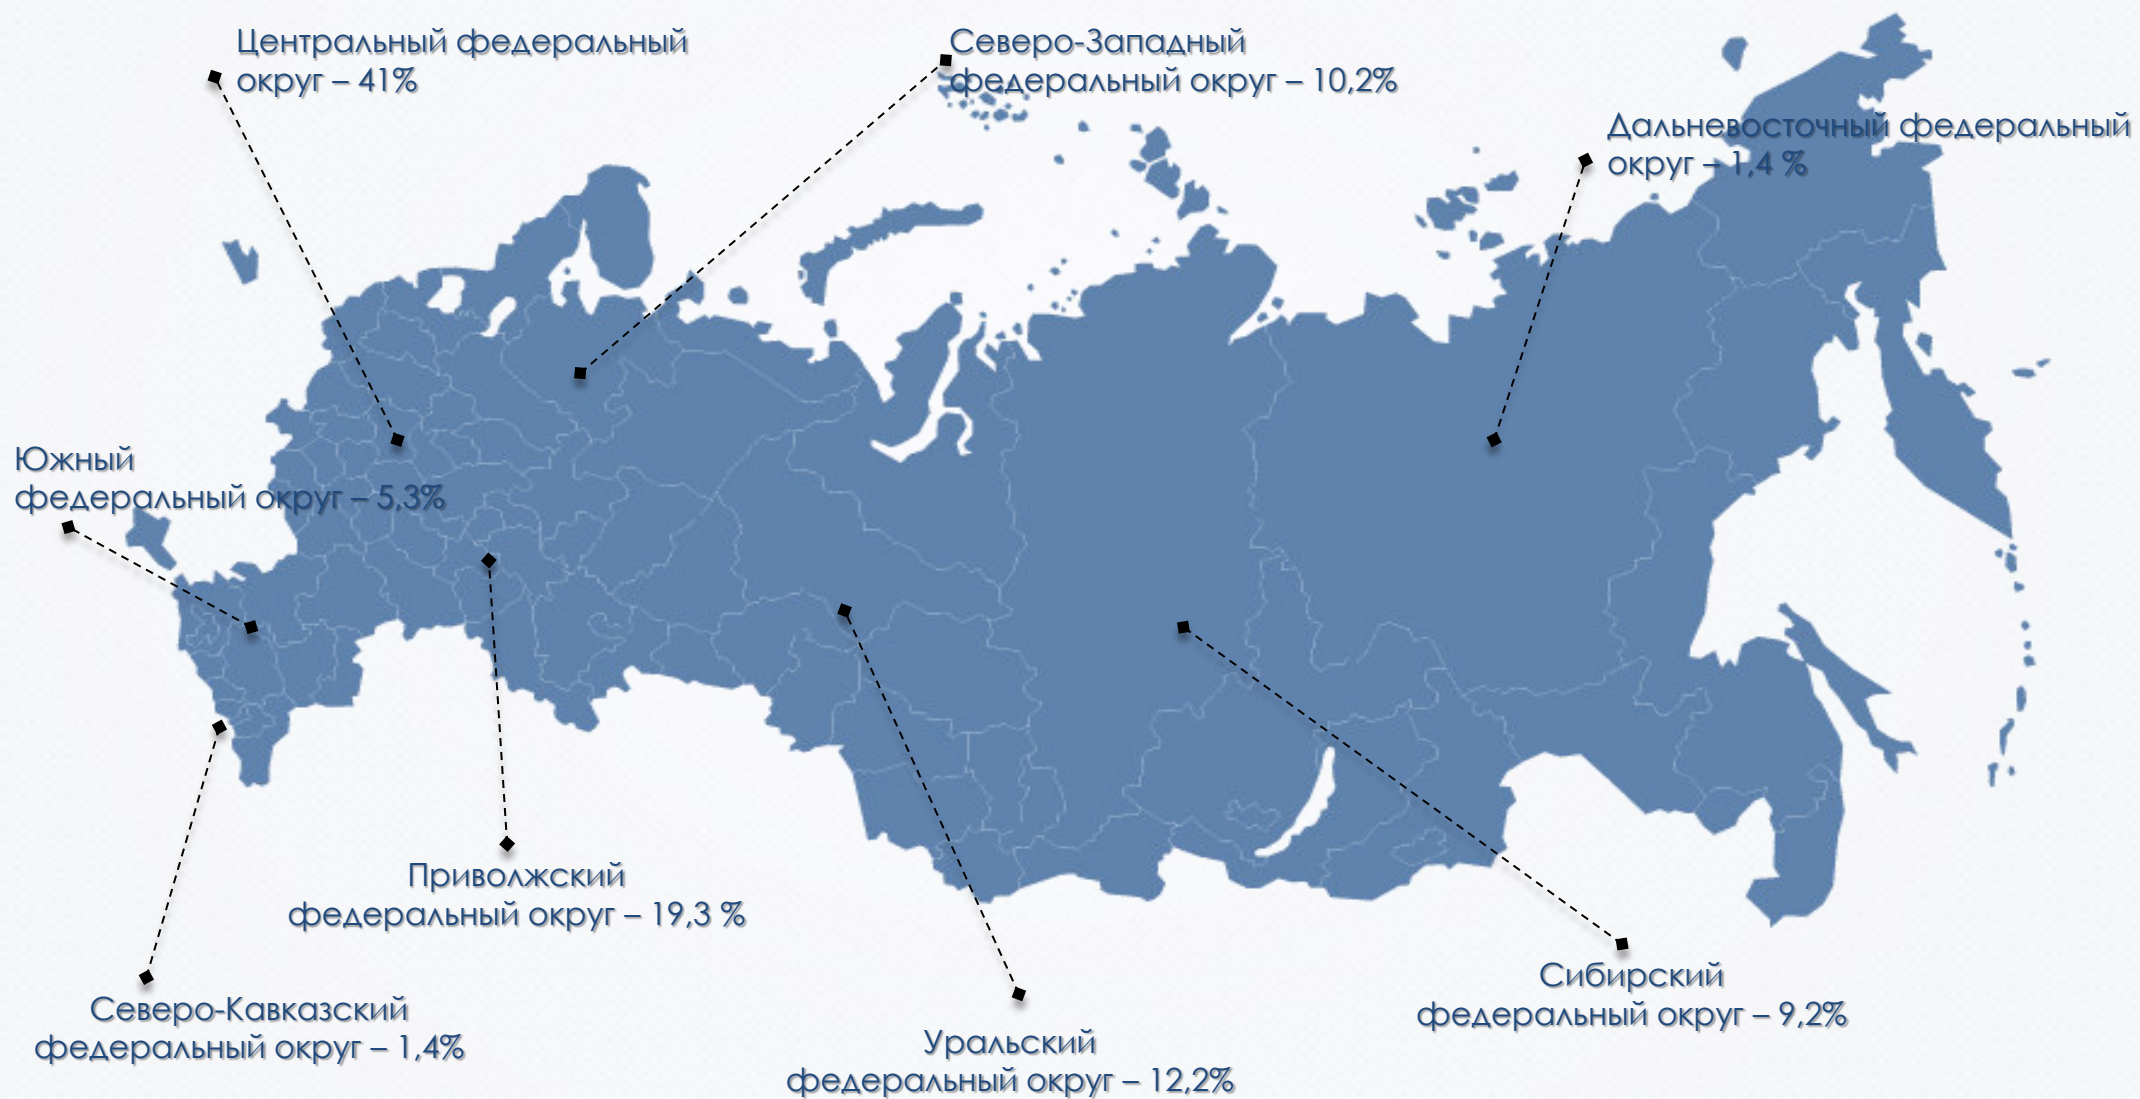 Центральный федеральный
округ – 41%
Северо-Западный
федеральный округ – 10,2%
Дальневосточный федеральный
округ – 1,4 %
Южный
федеральный округ – 5,3%
Приволжский
федеральный округ – 19,3 %
Сибирский
федеральный округ – 9,2%
Северо-Кавказский
федеральный округ – 1,4%
Уральский
федеральный округ – 12,2%